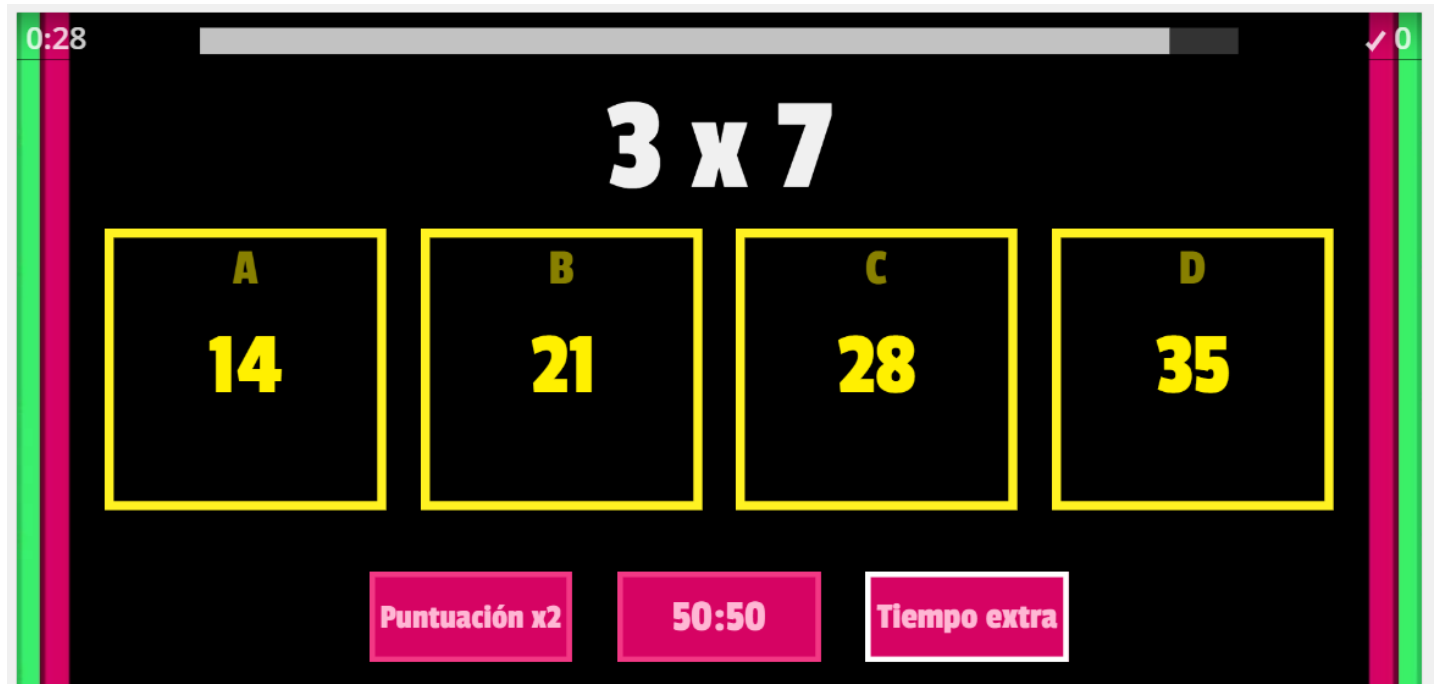 0:28 ✓ 0
3 x 7
A B C D
14 21 28 35
Puntuación x2 50:50 Tiempo extra